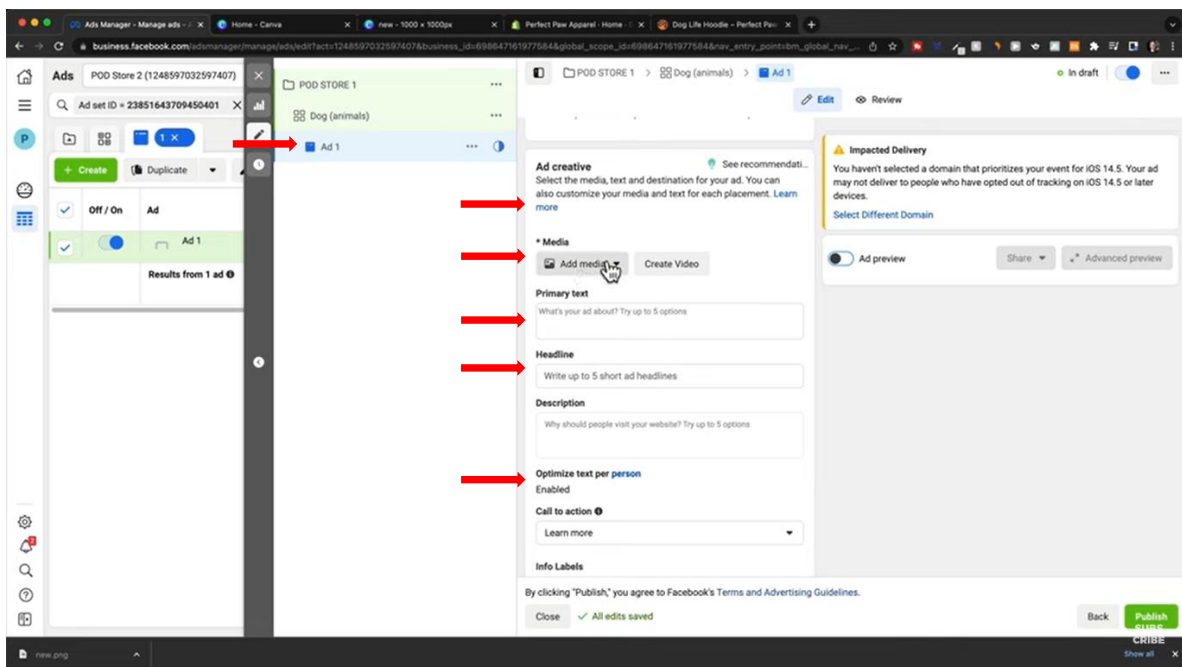 Ads Manager - Manage ads - A
Home - Canva
new - 1000 x 1000px
Perfect Paw Apparel · Home · S
Dog Life Hoodie – Perfect Paw
business.facebook.com/adsmanager/manage/ads/edit?act=1248597032597407&business_id=698647161977584&global_scope_id=698647161977584&nav_entry_point=bm_global_nav_...
Ads
POD Store 2 (1248597032597407)
Ad set ID = 23851643709450401
1
Create
Duplicate
Off / On
Ad
Ad 1
Results from 1 ad
P
2
POD STORE 1
Dog (animals)
Ad 1
POD STORE 1 > Dog (animals) > Ad 1
In draft
Edit
Review
Ad creative
See recommendati...
Select the media, text and destination for your ad. You can
also customize your media and text for each placement. Learn
more
* Media
Add media
Create Video
Primary text
What's your ad about? Try up to 5 options
Headline
Write up to 5 short ad headlines
Description
Why should people visit your website? Try up to 5 options
Optimize text per person
Enabled
Call to action
Learn more
Info Labels
Impacted Delivery
You haven't selected a domain that prioritizes your event for iOS 14.5. Your ad
may not deliver to people who have opted out of tracking on iOS 14.5 or later
devices.
Select Different Domain
Ad preview
Share
Advanced preview
By clicking "Publish," you agree to Facebook's Terms and Advertising Guidelines.
Close
All edits saved
Back
Publish
SUBS
CRIBE
new.png
Show all